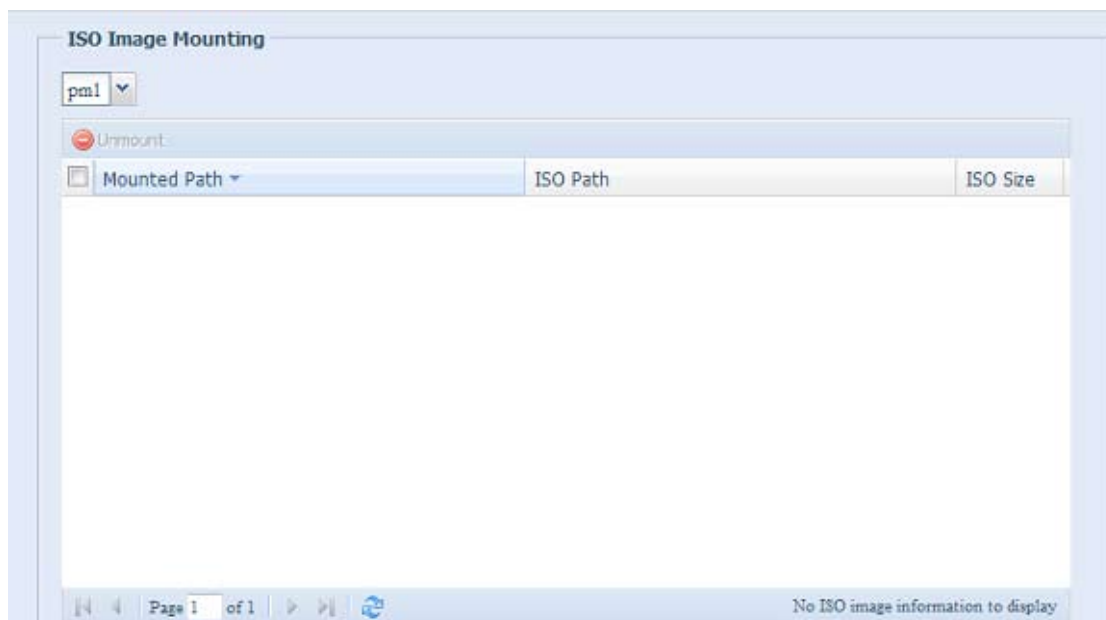 ISO Image Mounting
pm1
Unmount
Mounted Path ISO Path ISO Size
Page 1 of 1 No ISO image information to display